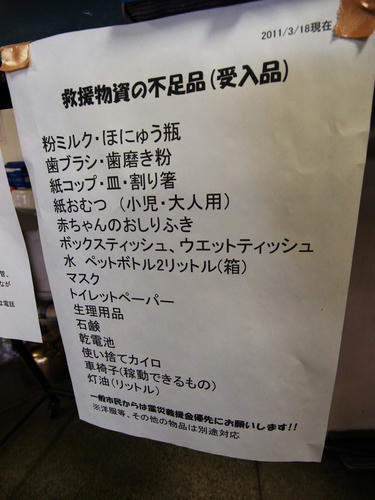 2011/3/18現在
救援物資の不足品(受入品)
粉ミルク・ほにゅう瓶
歯ブラシ・歯磨き粉
紙コップ・皿・割り箸
紙おむつ (小児・大人用)
赤ちゃんのおしりふき
ボックスティッシュ、ウエットティッシュ
水 ペットボトル2リットル(箱)
マスク
トイレットペーパー
生理用品
石鹸
乾電池
使い捨てカイロ
車椅子(稼動できるもの)
灯油(リットル)
一般市民からは震災義援金優先にお願いします!!
※洋服等、その他の物品は別途対応